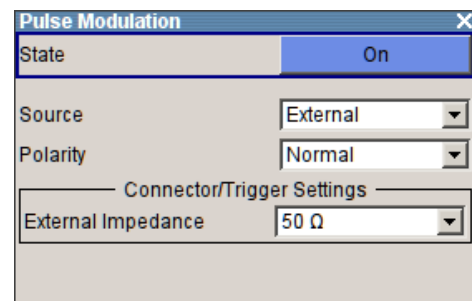 Pulse Modulation X
State On
Source External
Polarity Normal
Connector/Trigger Settings
External Impedance 50 Ω